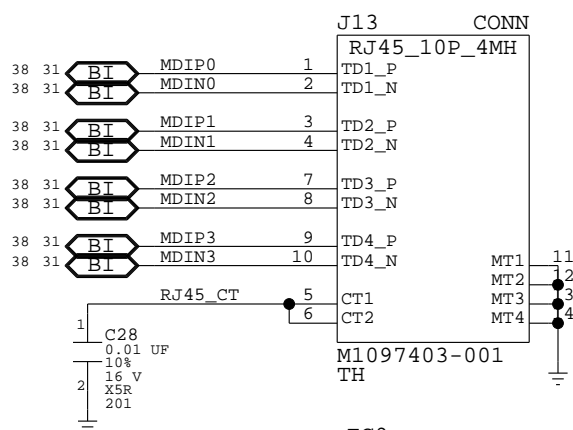 J13 CONN
RJ45_10P_4MH
38 31 BI MDIP0 1 TD1_P
38 31 BI MDIN0 2 TD1_N
38 31 BI MDIP1 3 TD2_P
38 31 BI MDIN1 4 TD2_N
38 31 BI MDIP2 7 TD3_P
38 31 BI MDIN2 8 TD3_N
38 31 BI MDIP3 9 TD4_P
38 31 BI MDIN3 10 TD4_N
MT1 11
MT2 12
RJ45_CT 5 CT1 MT3 3
6 CT2 MT4 4
1
C28
0.01 UF
10%
16 V
2 X5R
201
M1097403-001
TH